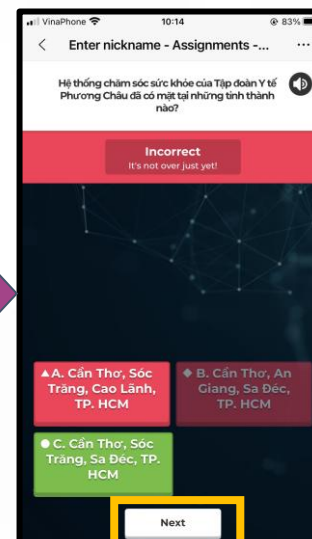 VinaPhone 10:14 83%
Enter nickname - Assignments -... ...
Hệ thống chăm sóc sức khỏe của Tập đoàn Y tế
Phương Châu đã có mặt tại những tỉnh thành
nào?
Incorrect
It's not over just yet!
A. Cần Thơ, Sóc
Trăng, Cao Lãnh,
TP. HCM
B. Cần Thơ, An
Giang, Sa Đéc,
TP. HCM
C. Cần Thơ, Sóc
Trăng, Sa Đéc, TP.
HCM
Next